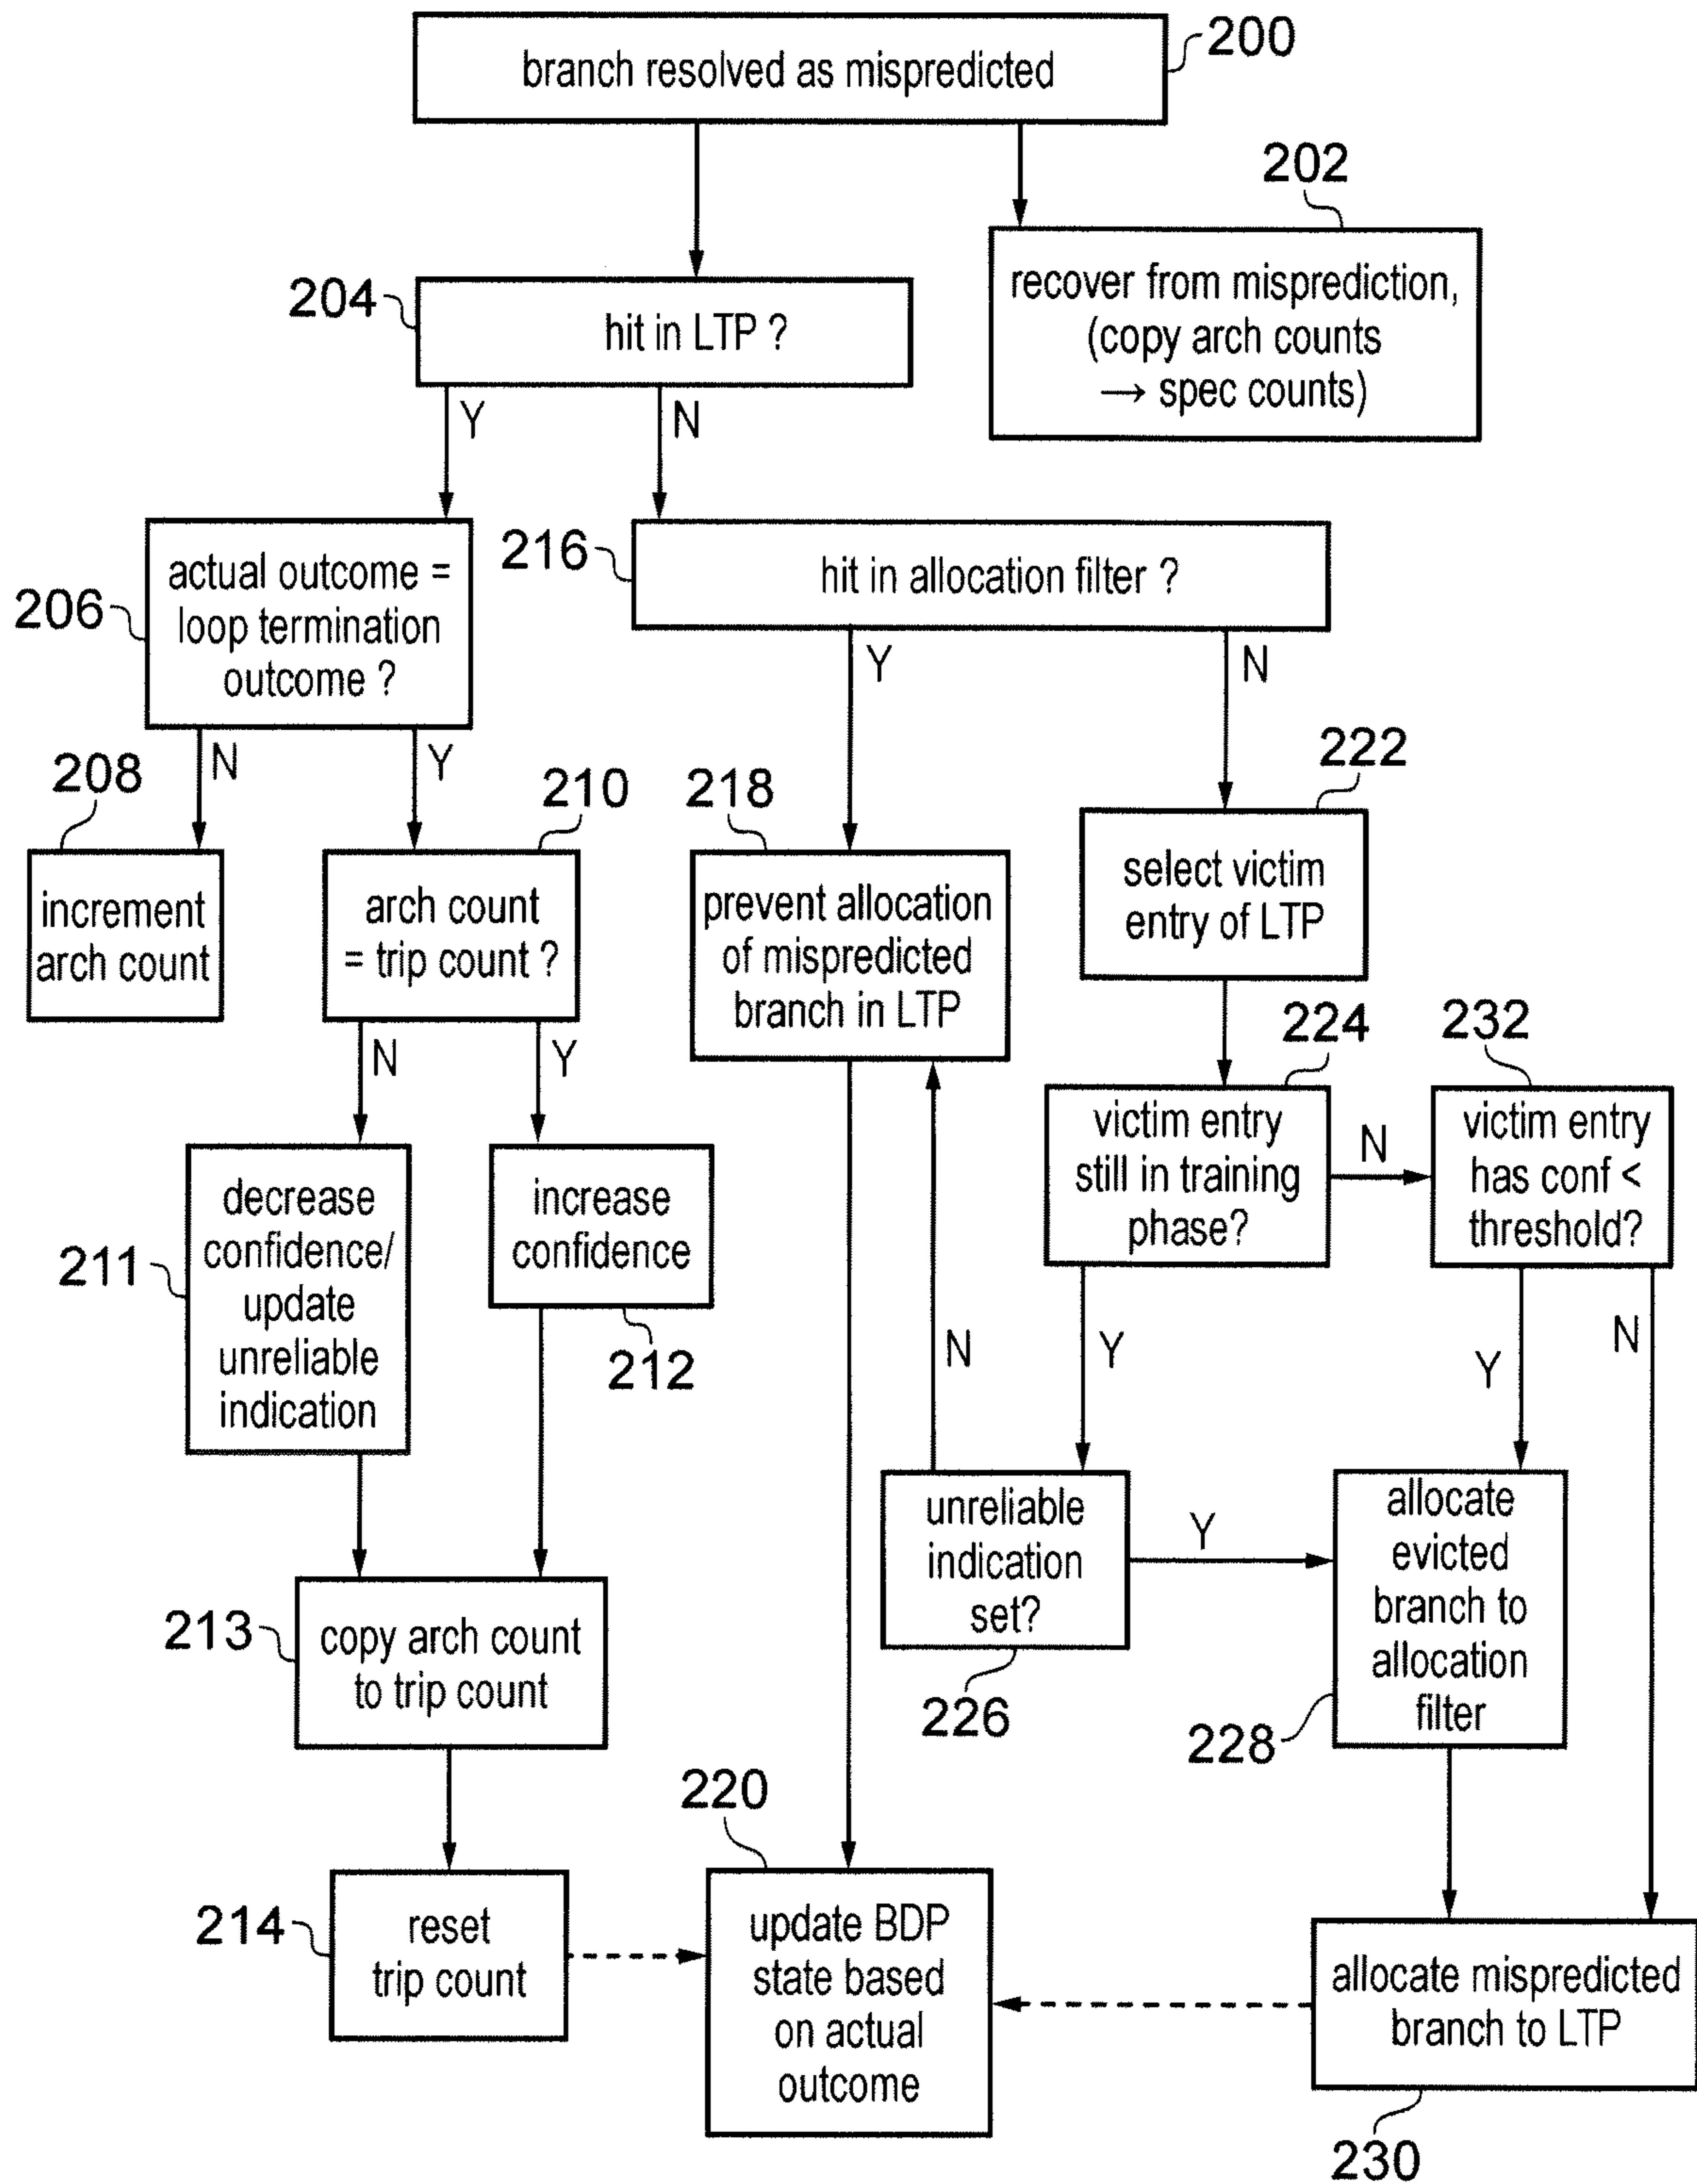 branch resolved as mispredicted
200
202
recover from misprediction,
(copy arch counts
→ spec counts)
204
hit in LTP ?
Y
N
206
actual outcome =
loop termination
outcome ?
216
hit in allocation filter ?
N
Y
Y
N
208
increment
arch count
210
arch count
= trip count ?
218
prevent allocation
of mispredicted
branch in LTP
222
select victim
entry of LTP
N
Y
224
victim entry
still in training
phase?
N
232
victim entry
has conf <
threshold?
211
decrease
confidence/
update
unreliable
indication
increase
confidence
212
N
Y
Y
N
unreliable
indication
set?
226
Y
allocate
evicted
branch to
allocation
filter
228
213
copy arch count
to trip count
214
reset
trip count
220
update BDP
state based
on actual
outcome
allocate mispredicted
branch to LTP
230